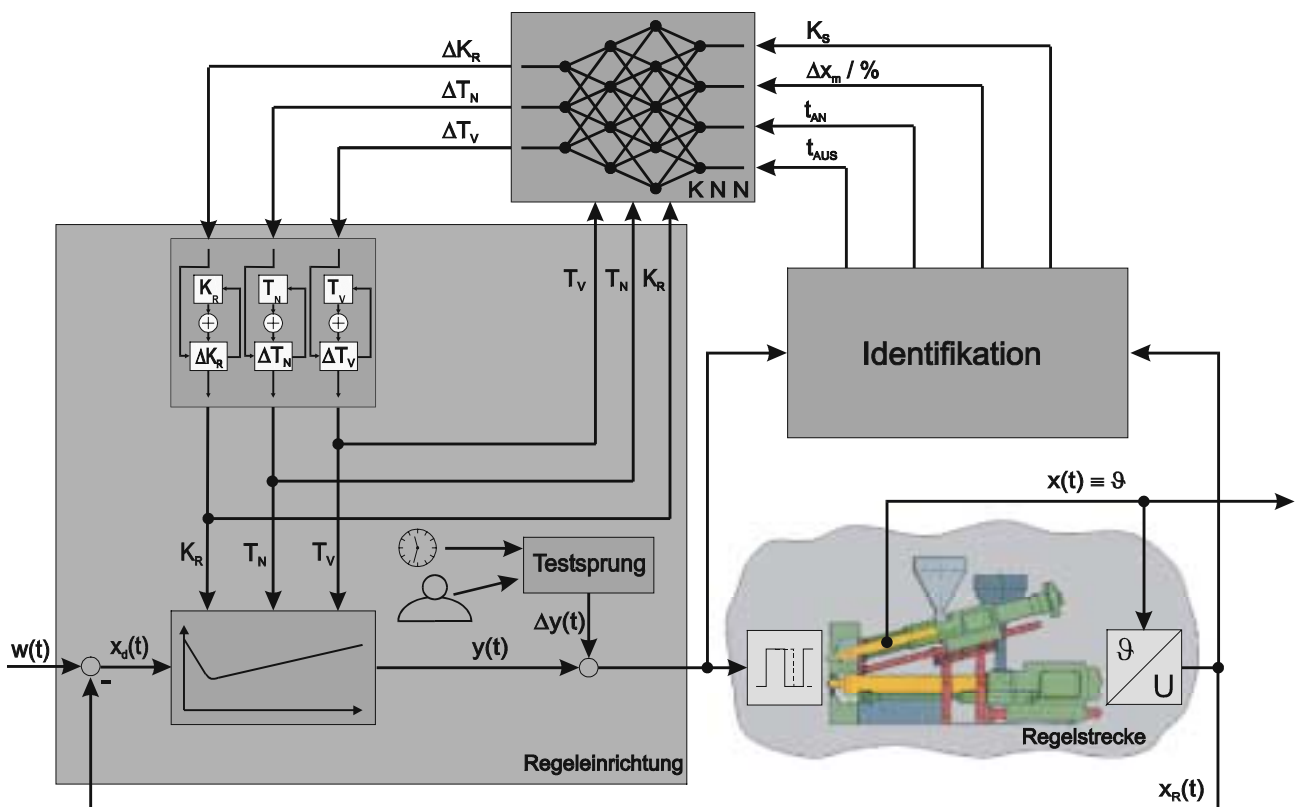 ΔK_R
ΔT_N
ΔT_V
K N N
K_S
Δx_m / %
t_AN
t_AUS
K_R T_N T_V
ΔK_R ΔT_N ΔT_V
T_V T_N K_R
Identifikation
x(t) ≡ ϑ
K_R T_N T_V
Testsprung
Δy(t)
w(t) x_d(t) y(t)
-
ϑ
U
Regelstrecke
Regeleinrichtung
x_R(t)